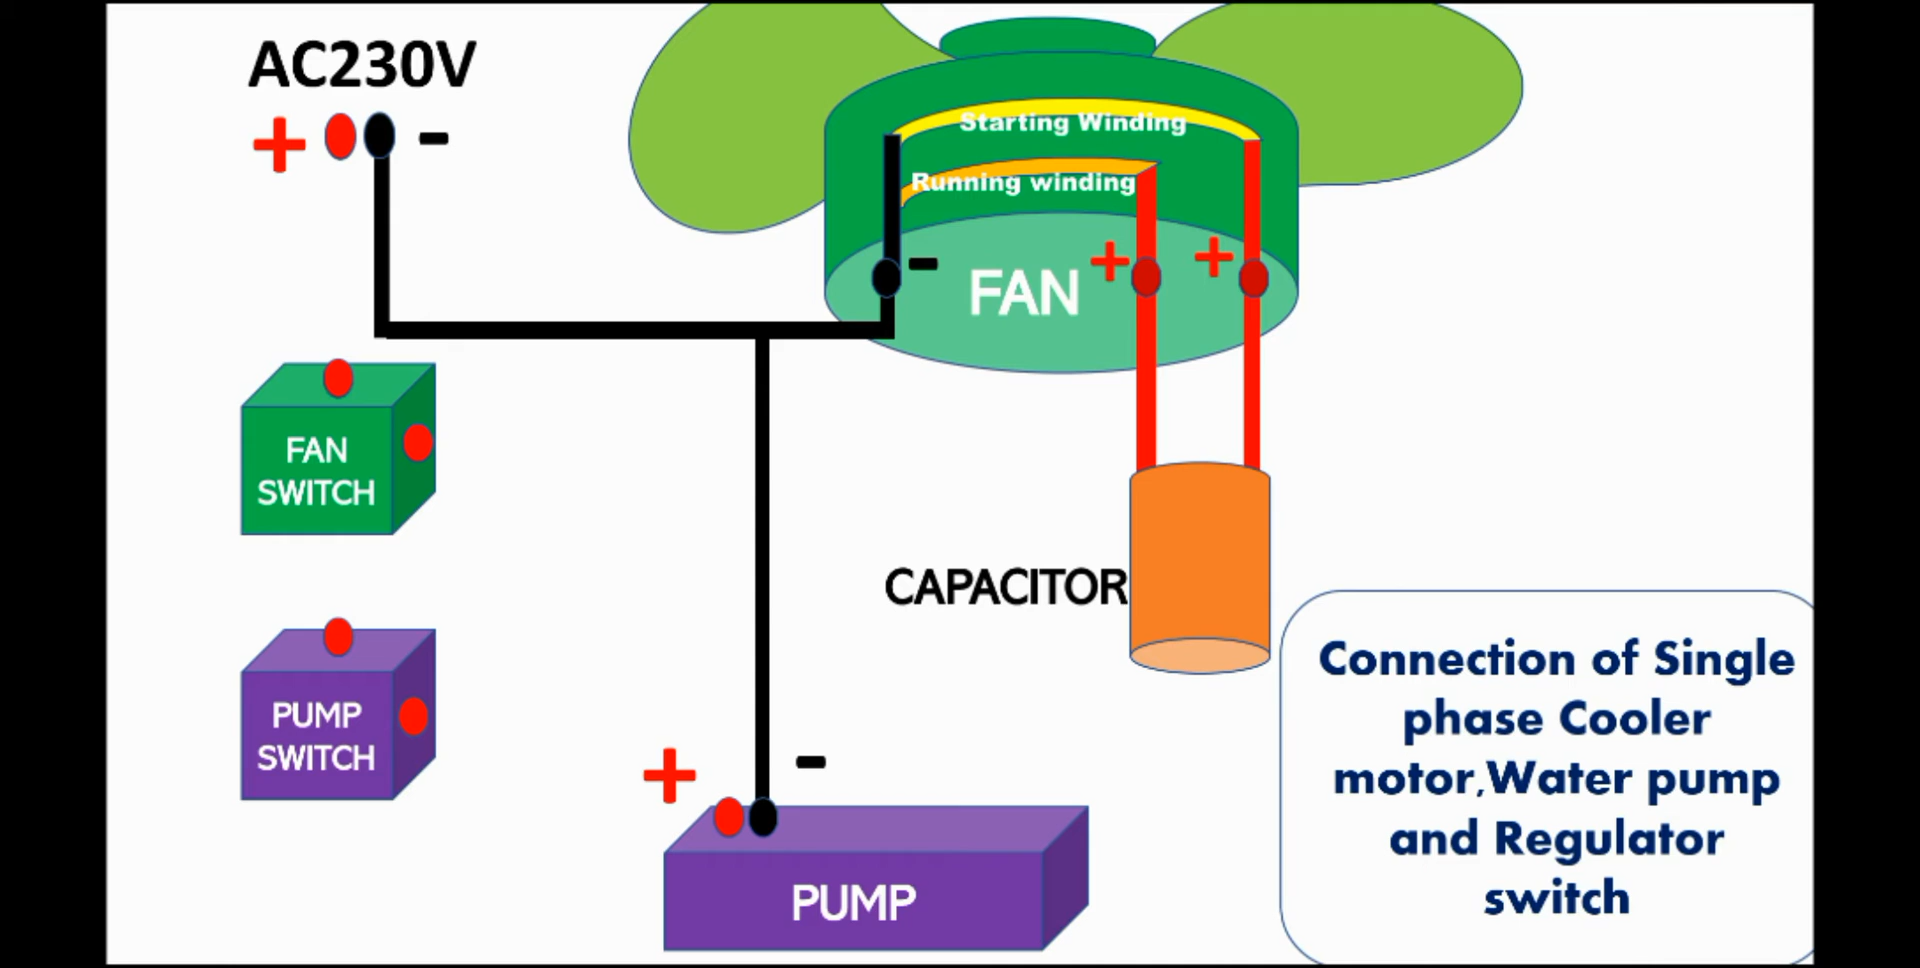 AC230V
+ -
Starting Winding
Running winding
- + +
FAN
FAN
SWITCH
CAPACITOR
PUMP
SWITCH
+ -
PUMP
Connection of Single
phase Cooler
motor,Water pump
and Regulator
switch